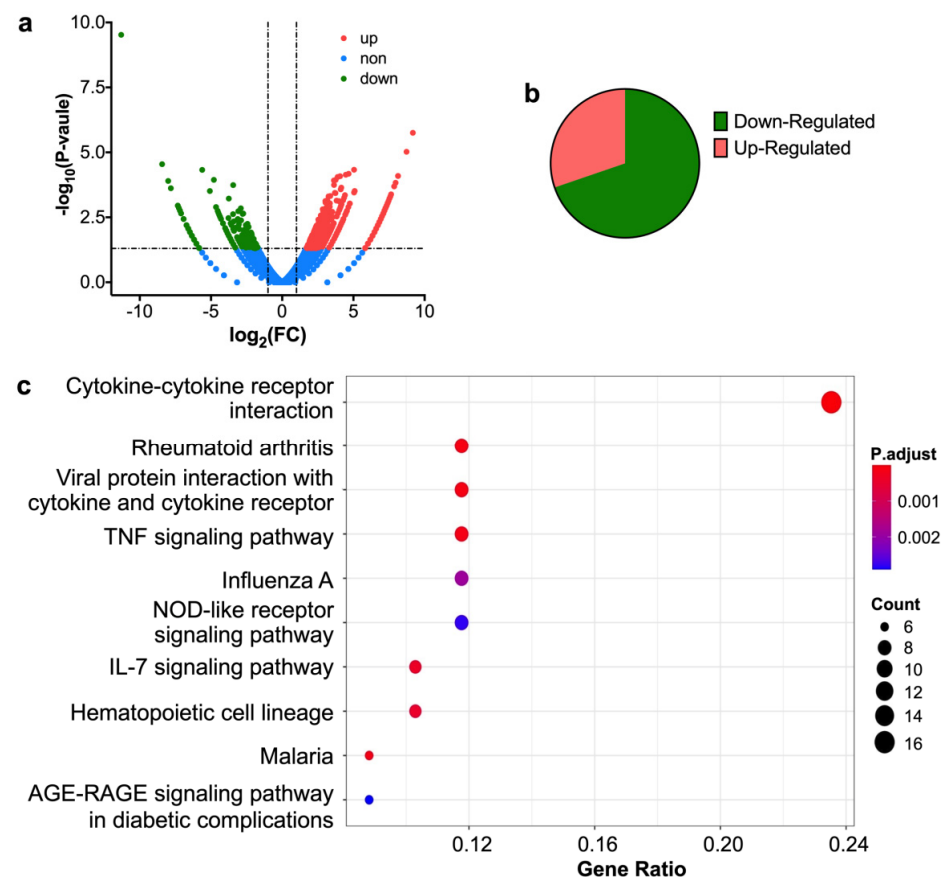 a
10.0
7.5
5.0
2.5
0.0
-log10(P-vaule)
-10
-5
0
5
10
log2(FC)
up
non
down
b
Down-Regulated
Up-Regulated
c
Cytokine-cytokine receptor
interaction
Rheumatoid arthritis
Viral protein interaction with
cytokine and cytokine receptor
TNF signaling pathway
Influenza A
NOD-like receptor
signaling pathway
IL-7 signaling pathway
Hematopoietic cell lineage
Malaria
AGE-RAGE signaling pathway
in diabetic complications
0.12
0.16
0.20
0.24
Gene Ratio
P.adjust
0.001
0.002
Count
6
8
10
12
14
16